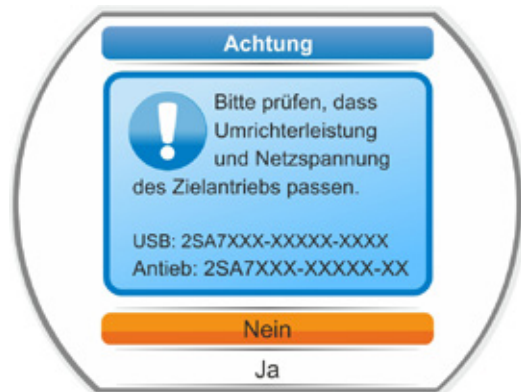 Achtung
Bitte prüfen, dass
Umrichterleistung
und Netzspannung
des Zielantriebs passen.
USB: 2SA7XXX-XXXXX-XXXX
Antieb: 2SA7XXX-XXXXX-XX
Nein
Ja